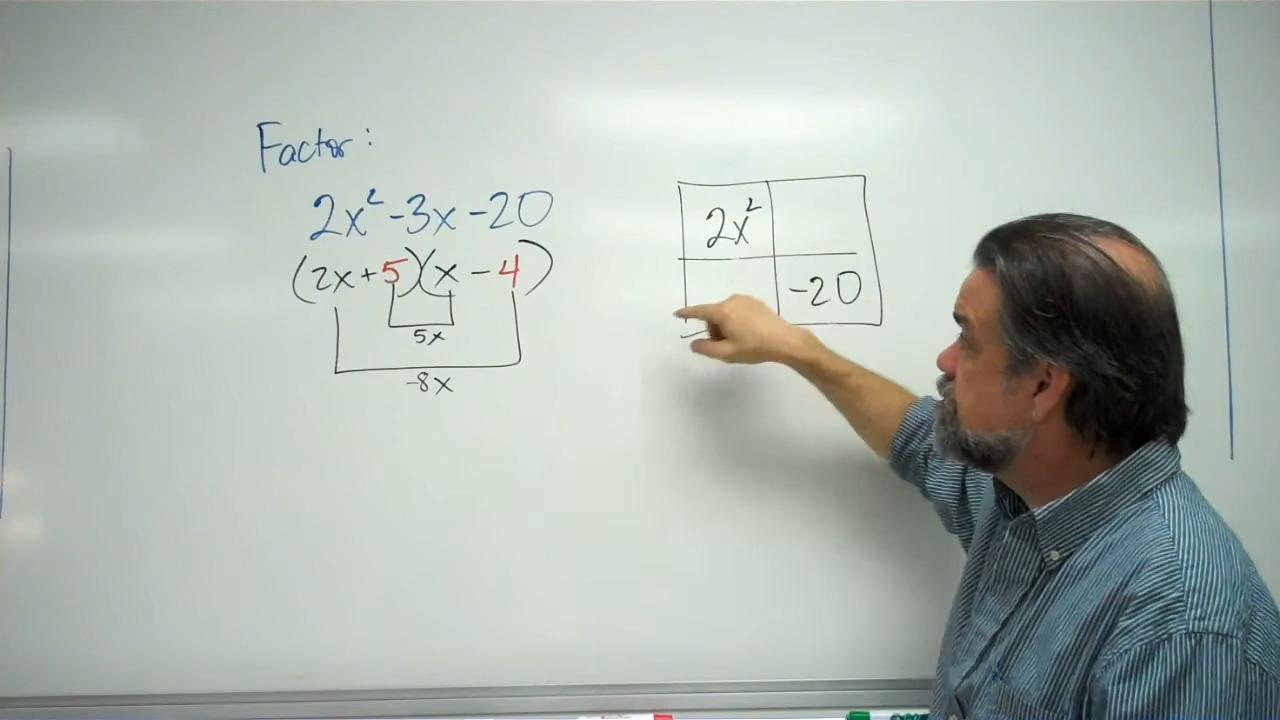 Factor:
2x² -3x -20
(2x+5)(x - 4)
5x
-8x
2x²
-20